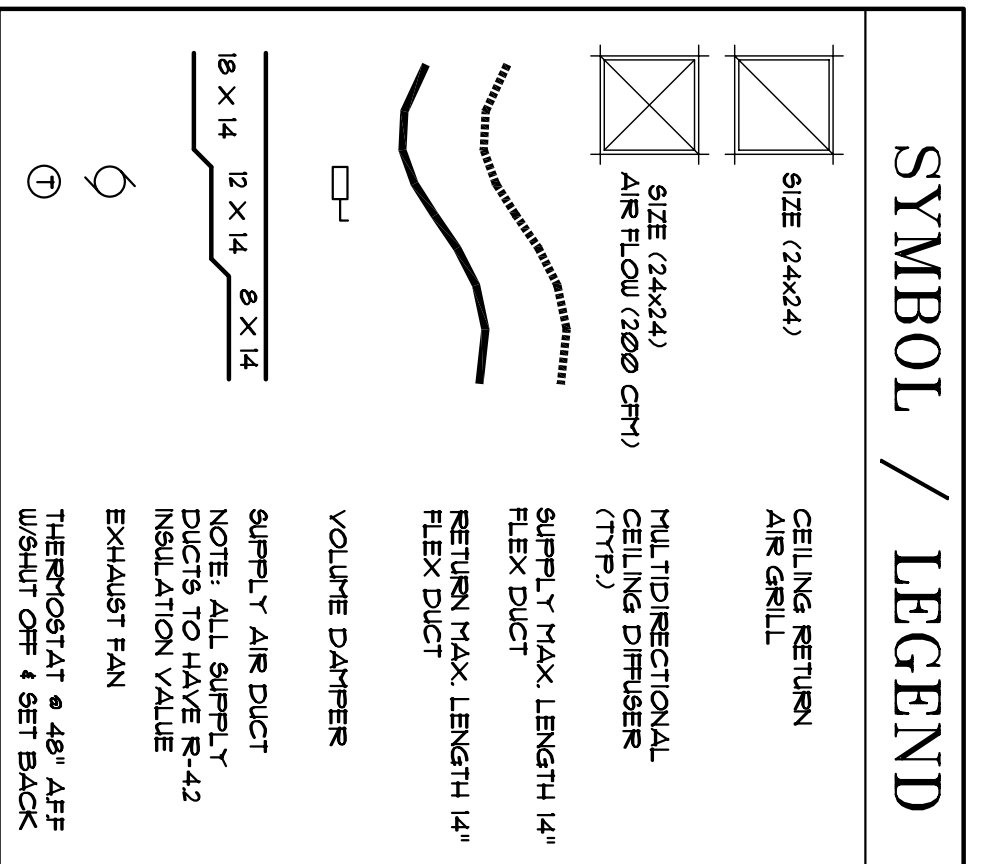 SYMBOL / LEGEND
SIZE (24x24)
CEILING RETURN
AIR GRILL
SIZE (24x24)
AIR FLOW (200 CFM)
MULTIDIRECTIONAL
CEILING DIFFUSER
(TYP.)
SUPPLY MAX. LENGTH 14"
FLEX DUCT
RETURN MAX. LENGTH 14"
FLEX DUCT
VOLUME DAMPER
18 X 14
12 X 14
8 X 14
SUPPLY AIR DUCT
NOTE: ALL SUPPLY
DUCTS TO HAVE R-4.2
INSULATION VALUE
EXHAUST FAN
T
THERMOSTAT @ 48" A.F.F
W/SHUT OFF & SET BACK